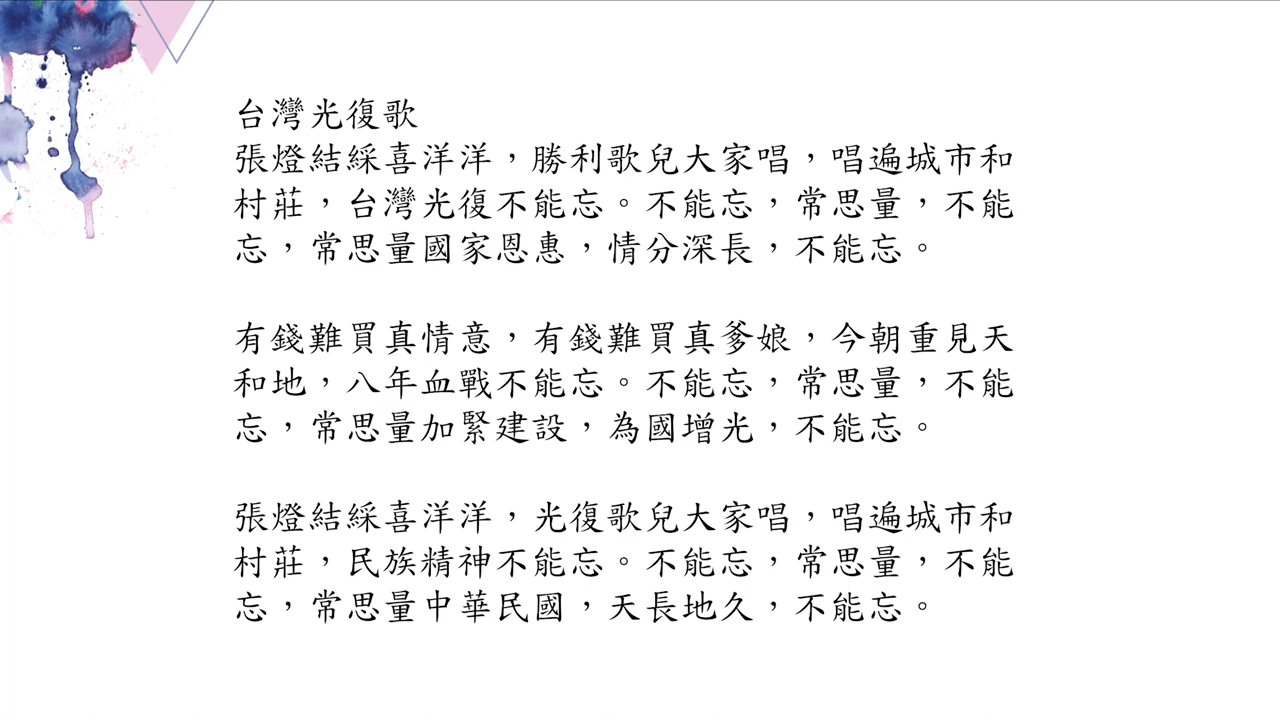 台灣光復歌
張燈結綵喜洋洋，勝利歌兒大家唱，唱遍城市和
村莊，台灣光復不能忘。不能忘，常思量，不能
忘，常思量國家恩惠，情分深長，不能忘。
有錢難買真情意，有錢難買真爹娘，今朝重見天
和地，八年血戰不能忘。不能忘，常思量，不能
忘，常思量加緊建設，為國增光，不能忘。
張燈結綵喜洋洋，光復歌兒大家唱，唱遍城市和
村莊，民族精神不能忘。不能忘，常思量，不能
忘，常思量中華民國，天長地久，不能忘。